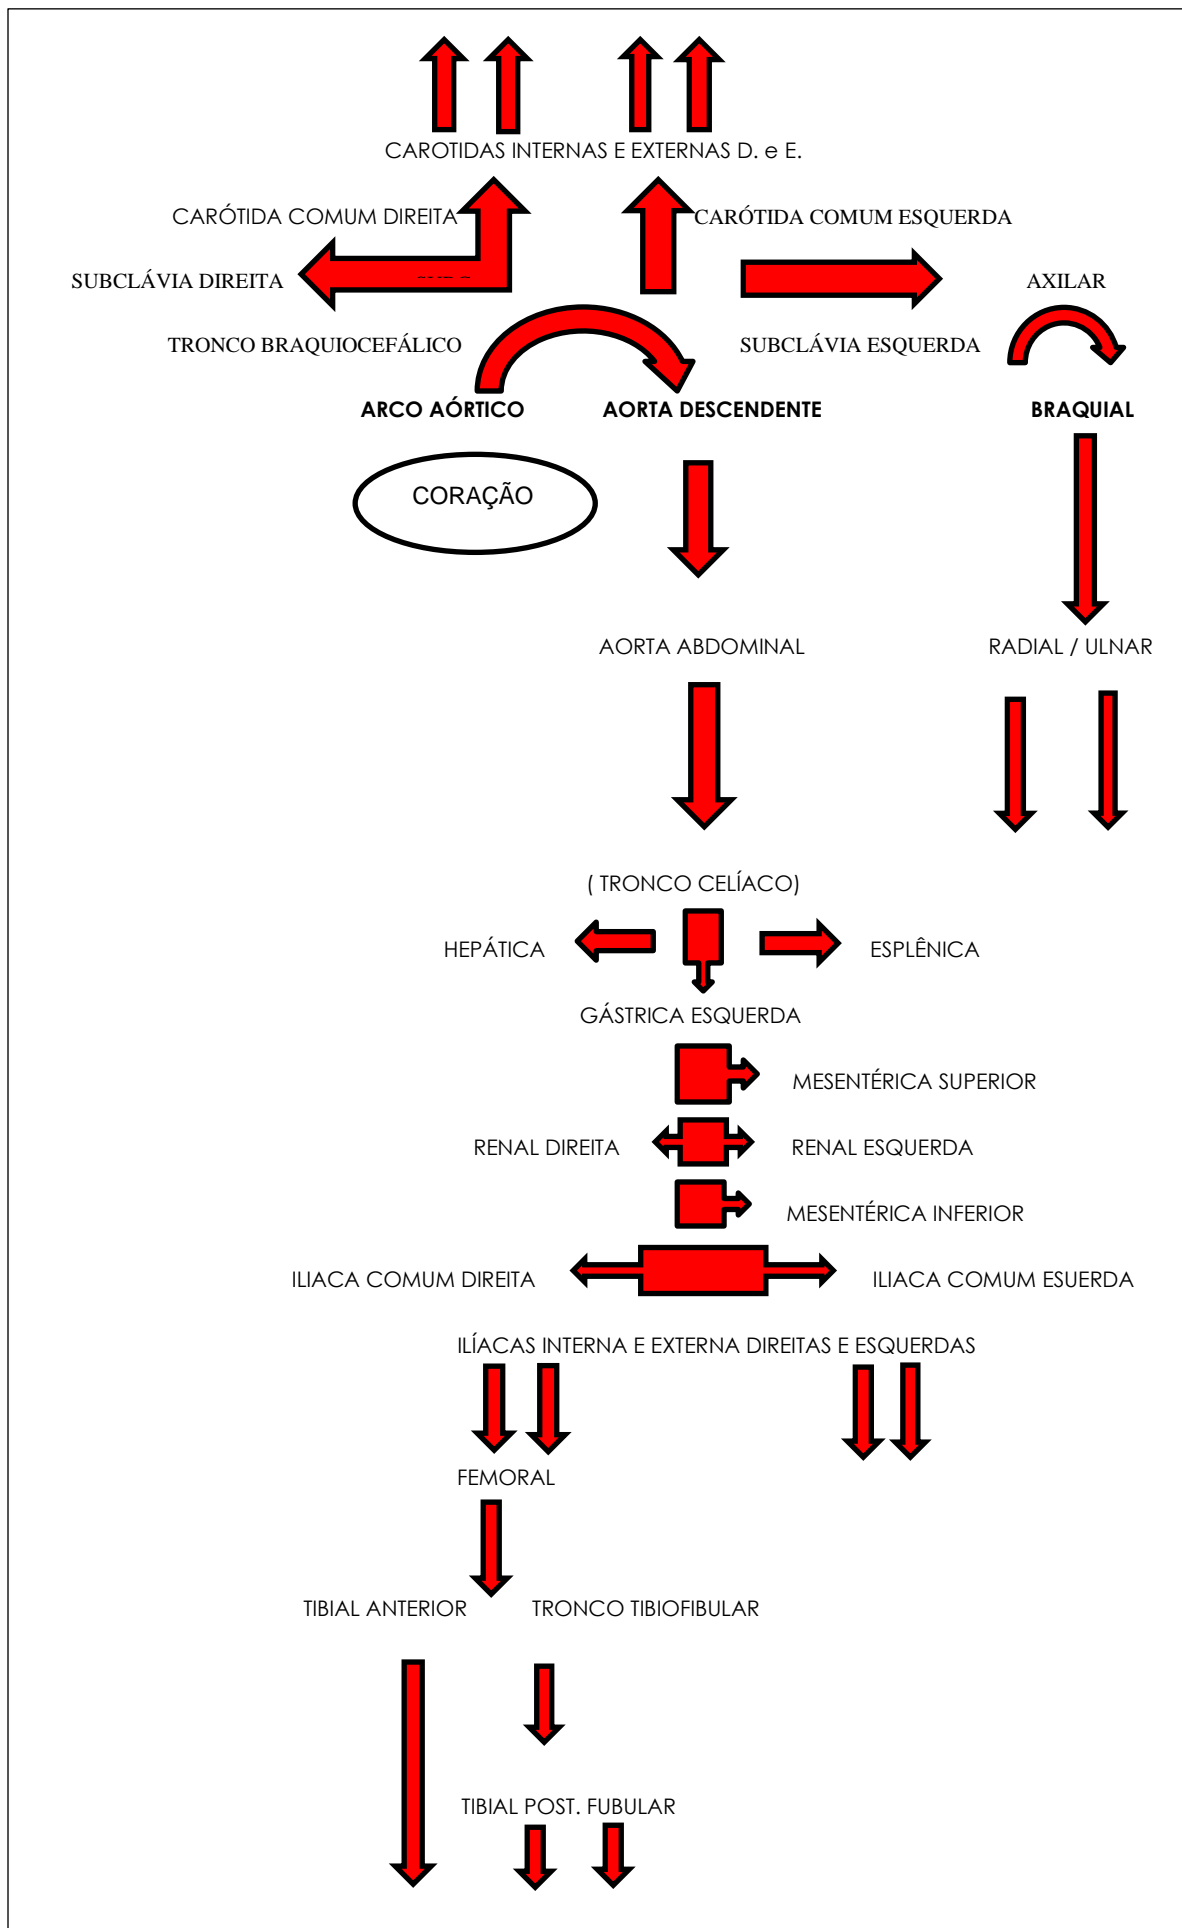 CAROTIDAS INTERNAS E EXTERNAS D. e E.
CARÓTIDA COMUM DIREITA
CARÓTIDA COMUM ESQUERDA
SUBCLÁVIA DIREITA
AXILAR
TRONCO BRAQUIOCEFÁLICO
SUBCLÁVIA ESQUERDA
ARCO AÓRTICO
AORTA DESCENDENTE
BRAQUIAL
CORAÇÃO
AORTA ABDOMINAL
RADIAL / ULNAR
( TRONCO CELÍACO)
HEPÁTICA
ESPLÊNICA
GÁSTRICA ESQUERDA
MESENTÉRICA SUPERIOR
RENAL DIREITA
RENAL ESQUERDA
MESENTÉRICA INFERIOR
ILIACA COMUM DIREITA
ILIACA COMUM ESUERDA
ILÍACAS INTERNA E EXTERNA DIREITAS E ESQUERDAS
FEMORAL
TIBIAL ANTERIOR
TRONCO TIBIOFIBULAR
TIBIAL POST. FUBULAR